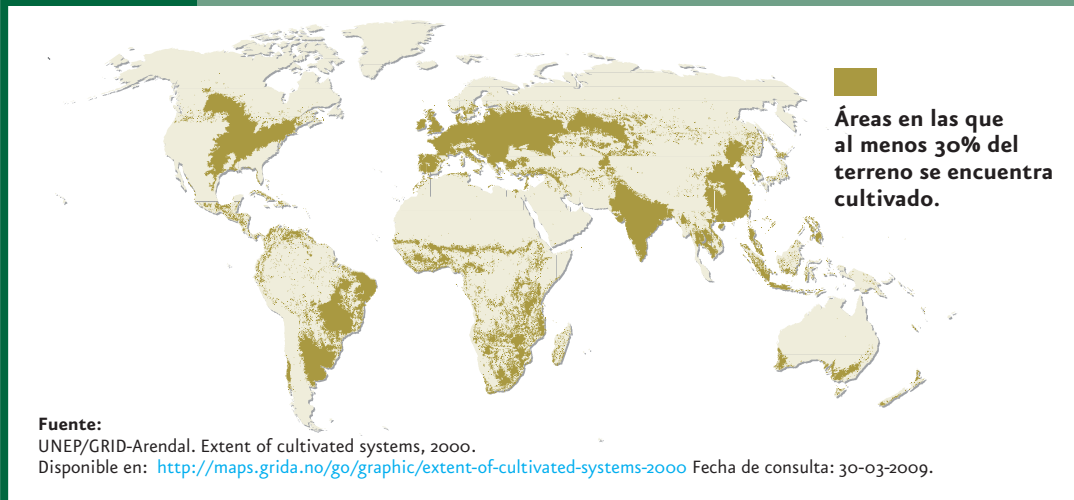 Áreas en las que
al menos 30% del
terreno se encuentra
cultivado.
Fuente:
UNEP/GRID-Arendal. Extent of cultivated systems, 2000.
Disponible en: http://maps.grida.no/go/graphic/extent-of-cultivated-systems-2000 Fecha de consulta: 30-03-2009.